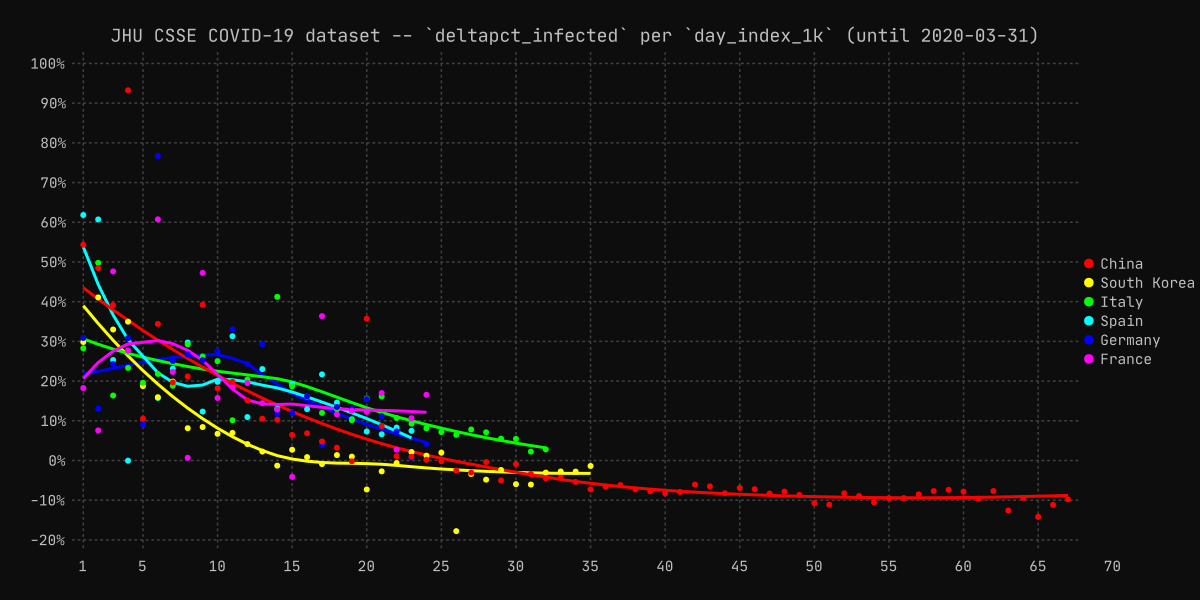 JHU CSSE COVID-19 dataset -- `deltapct_infected` per `day_index_1k` (until 2020-03-31)
100%
90%
80%
70%
60%
50%
40%
30%
20%
10%
0%
-10%
-20%
1 5 10 15 20 25 30 35 40 45 50 55 60 65 70
China
South Korea
Italy
Spain
Germany
France